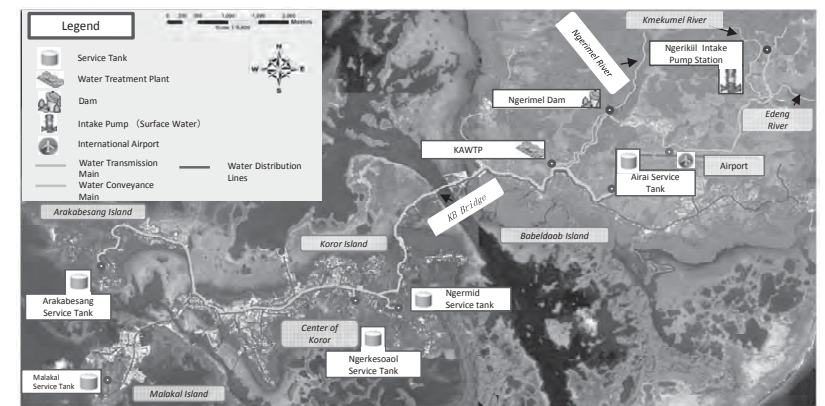 Legend
Service Tank
Water Treatment Plant
Dam
Intake Pump （Surface Water）
International Airport
Water Transmission
Main
Water Conveyance
Main
Water Distribution
Lines
N
W
E
S
Kmekumel River
Ngerimel River
Ngerikiil Intake
Pump Station
Ngerimel Dam
Edeng
River
KAWTP
Airport
Airai Service
Tank
KB Bridge
Arakabesang Island
Koror Island
Babeldaob Island
Arakabesang
Service Tank
Ngermid
Service tank
Center of
Koror
Ngerkesoaol
Service Tank
Malakal
Service Tank
Malakal Island